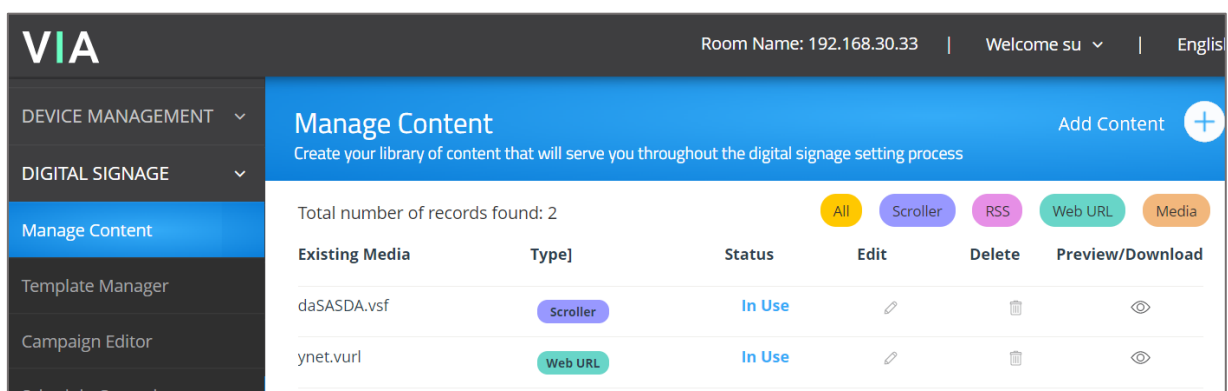 VIA
Room Name: 192.168.30.33 | Welcome su | Englis
DEVICE MANAGEMENT
DIGITAL SIGNAGE
Manage Content
Template Manager
Campaign Editor
Manage Content
Add Content
Create your library of content that will serve you throughout the digital signage setting process
Total number of records found: 2
All Scroller RSS Web URL Media
Existing Media Type] Status Edit Delete Preview/Download
daSASDA.vsf Scroller In Use
ynet.vurl Web URL In Use